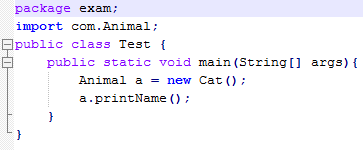 package exam;
import com.Animal;
public class Test {
    public static void main(String[] args){
        Animal a = new Cat();
        a.printName();
    }
}